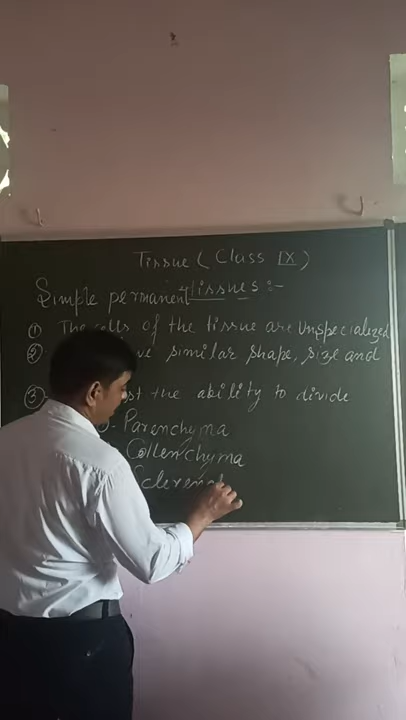 Tissue ( Class IX )
Simple permanent tissues :-
① The cells of the tissue are Unspecialized
② similar shape, size and
③ the ability to divide
Parenchyma
Collenchyma
Scleren